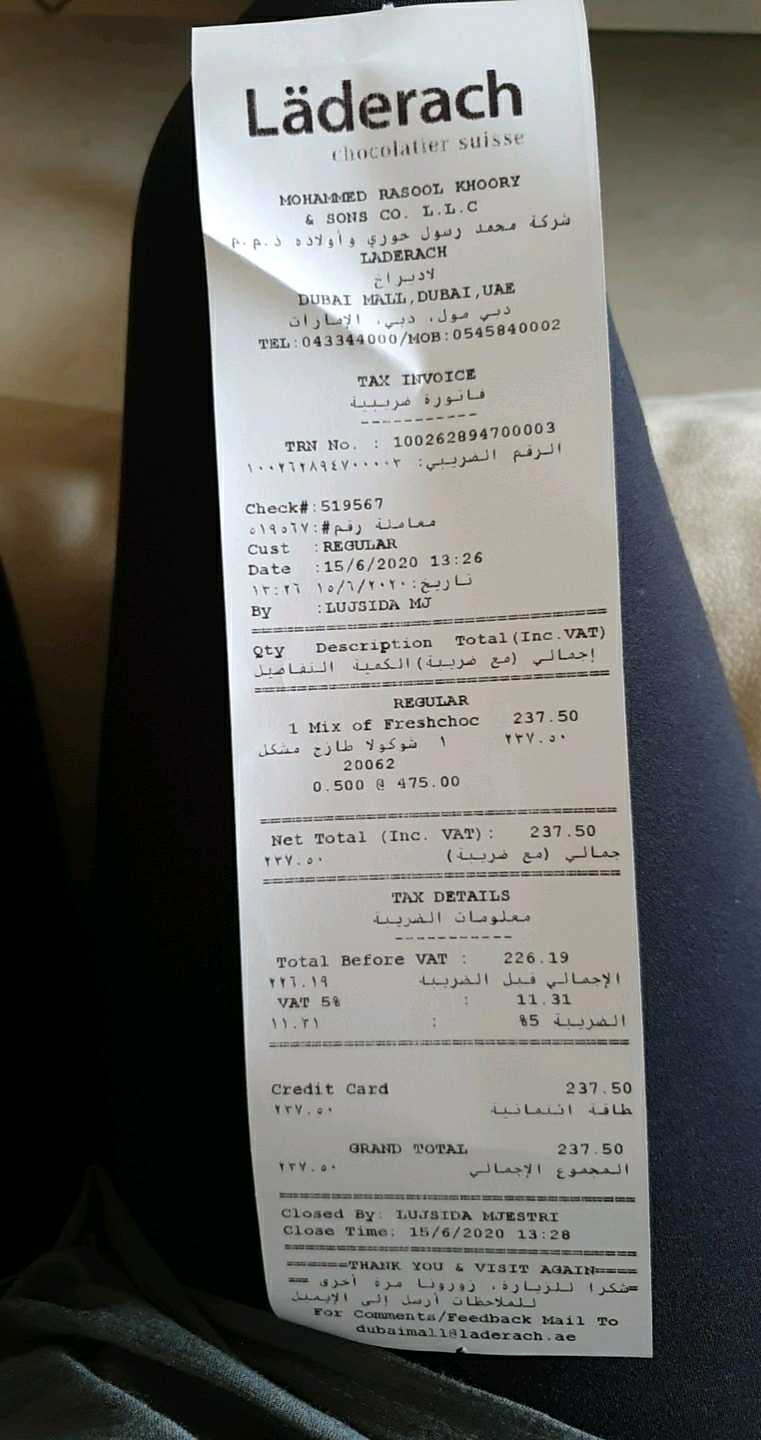 Läderach
chocolatier suisse
MOHAMMED RASOOL KHOORY
& SONS CO. L.L.C
شركة محمد رسول خوري وأولاده ذ.م.م.
LADERACH
لاديراخ
DUBAI MALL,DUBAI,UAE
دبي مول، دبي، الإمارات
TEL:043344000/MOB:0545840002
TAX INVOICE
فاتورة ضريبية
-----------
TRN No. : 100262894700003
الرقم الضريبي: ١٠٠٢٦٢٨٩٤٧٠٠٠٠٣
Check#:519567
معاملة رقم#:٥١٩٥٦٧
Cust :REGULAR
Date :15/6/2020 13:26
تاريخ:١٥/٦/٢٠٢٠ ١٣:٢٦
By :LUJSIDA MJ
Qty Description Total(Inc.VAT)
إجمالي (مع ضريبة)الكمية التفاصيل
REGULAR
1 Mix of Freshchoc 237.50
١ شوكولا طازج مشكل ٢٣٧.٥٠
20062
0.500 @ 475.00
Net Total (Inc. VAT): 237.50
جمالي (مع ضريبة) ٢٣٧.٥٠
TAX DETAILS
معلومات الضريبة
-----------
Total Before VAT : 226.19
الإجمالي قبل الضريبة ٢٢٦.١٩
VAT 5% : 11.31
الضريبة 5% : ١١.٣١
Credit Card 237.50
طاقة ائتمانية ٢٣٧.٥٠
GRAND TOTAL 237.50
المجموع الإجمالي ٢٣٧.٥٠
Closed By: LUJSIDA MJESTRI
Close Time: 15/6/2020 13:28
=======THANK YOU & VISIT AGAIN====
=شكرا للزيارة، زورونا مرة أخرى ==
للملاحظات أرسل إلى الإيميل
For Comments/Feedback Mail To
dubaimall@laderach.ae